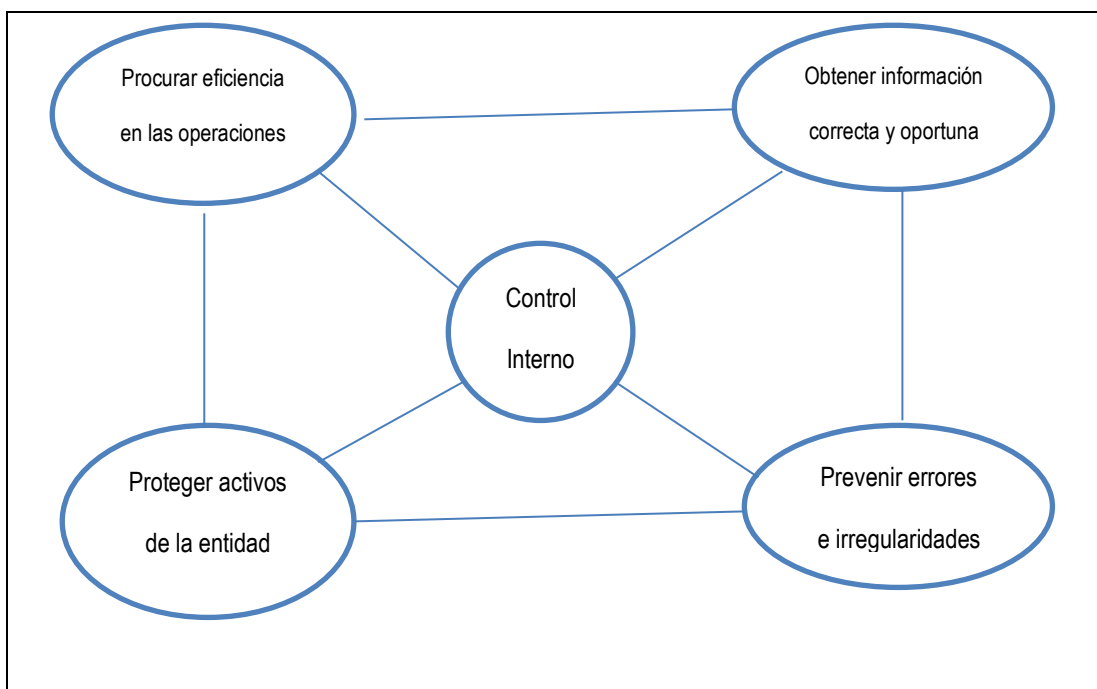 Procurar eficiencia
en las operaciones
Obtener información
correcta y oportuna
Control
Interno
Proteger activos
de la entidad
Prevenir errores
e irregularidades